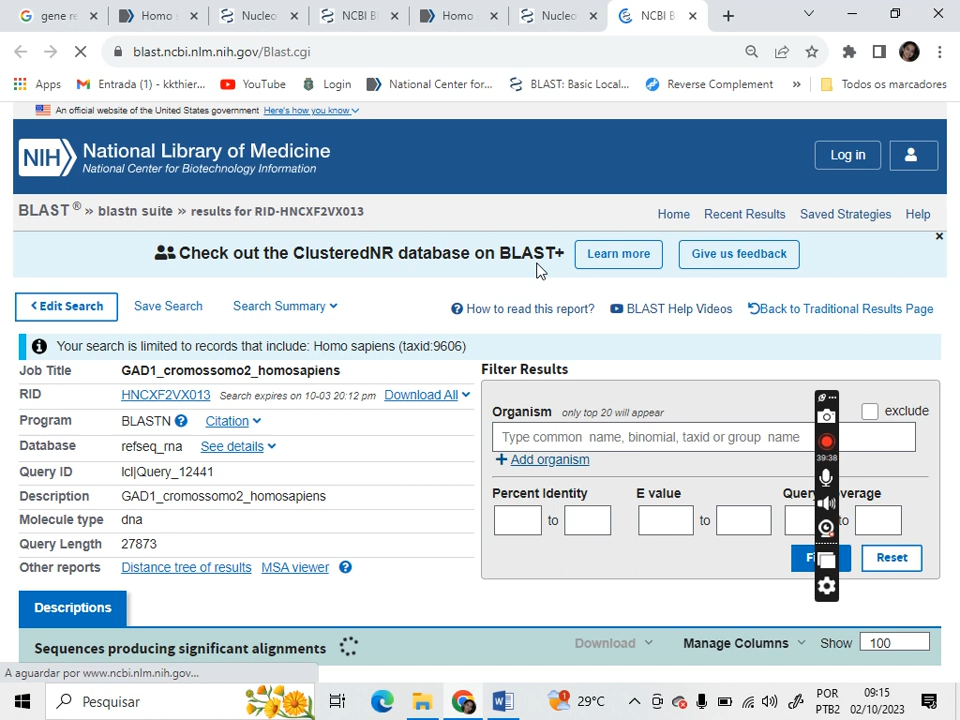 gene re
Homo s
Nucleo
NCBI Bl
Homo s
Nucleo
NCBI B
blast.ncbi.nlm.nih.gov/Blast.cgi
Apps
Entrada (1) - kkthier...
YouTube
Login
National Center for...
BLAST: Basic Local...
Reverse Complement
»
Todos os marcadores
An official website of the United States government Here's how you know
NIH National Library of Medicine
National Center for Biotechnology Information
Log in
BLAST® » blastn suite » results for RID-HNCXF2VX013
Home Recent Results Saved Strategies Help
Check out the ClusteredNR database on BLAST+
Learn more
Give us feedback
< Edit Search
Save Search
Search Summary
How to read this report?
BLAST Help Videos
Back to Traditional Results Page
Your search is limited to records that include: Homo sapiens (taxid:9606)
Job Title GAD1_cromossomo2_homosapiens
RID HNCXF2VX013 Search expires on 10-03 20:12 pm Download All
Program BLASTN Citation
Database refseq_rna See details
Query ID lcl|Query_12441
Description GAD1_cromossomo2_homosapiens
Molecule type dna
Query Length 27873
Other reports Distance tree of results MSA viewer
Filter Results
Organism only top 20 will appear
exclude
Type common name, binomial, taxid or group name
+ Add organism
Percent Identity E value
to to to
Reset
39:38
Descriptions
Sequences producing significant alignments
Download Manage Columns Show 100
A aguardar por www.ncbi.nlm.nih.gov...
Pesquisar
1
29°C
POR
PTB2
09:15
02/10/2023